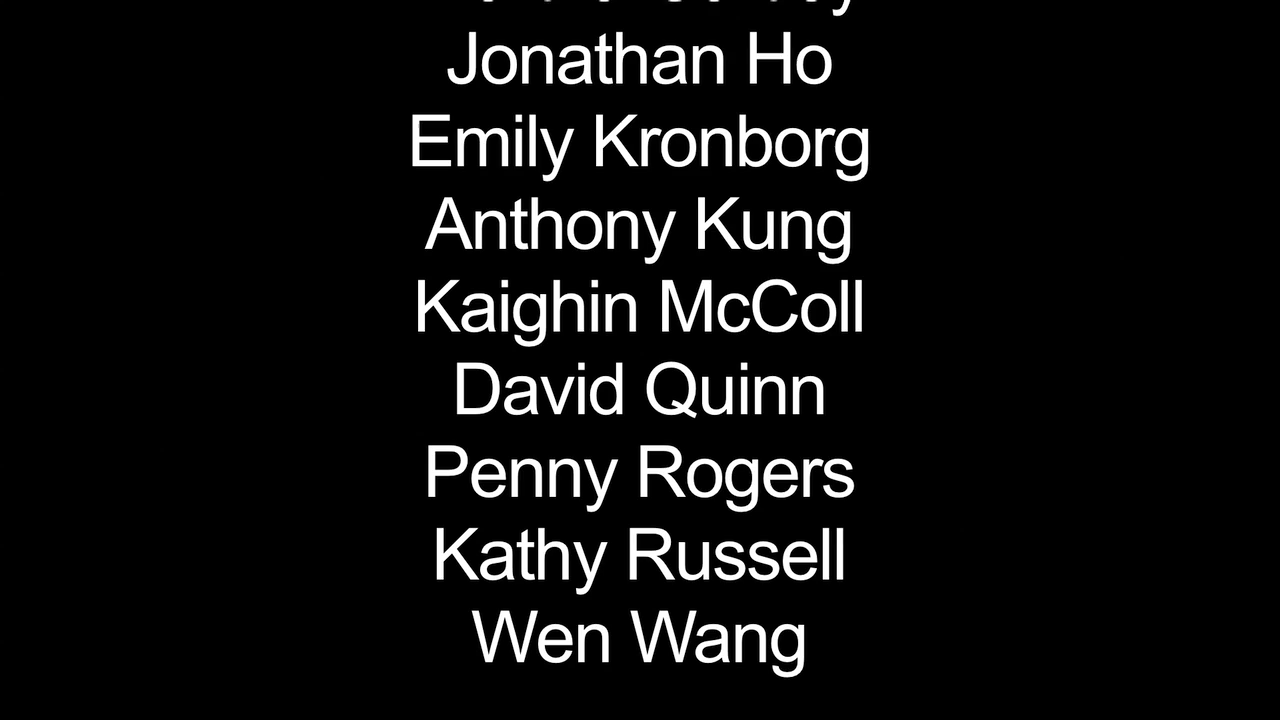 Jonathan Ho
Emily Kronborg
Anthony Kung
Kaighin McColl
David Quinn
Penny Rogers
Kathy Russell
Wen Wang